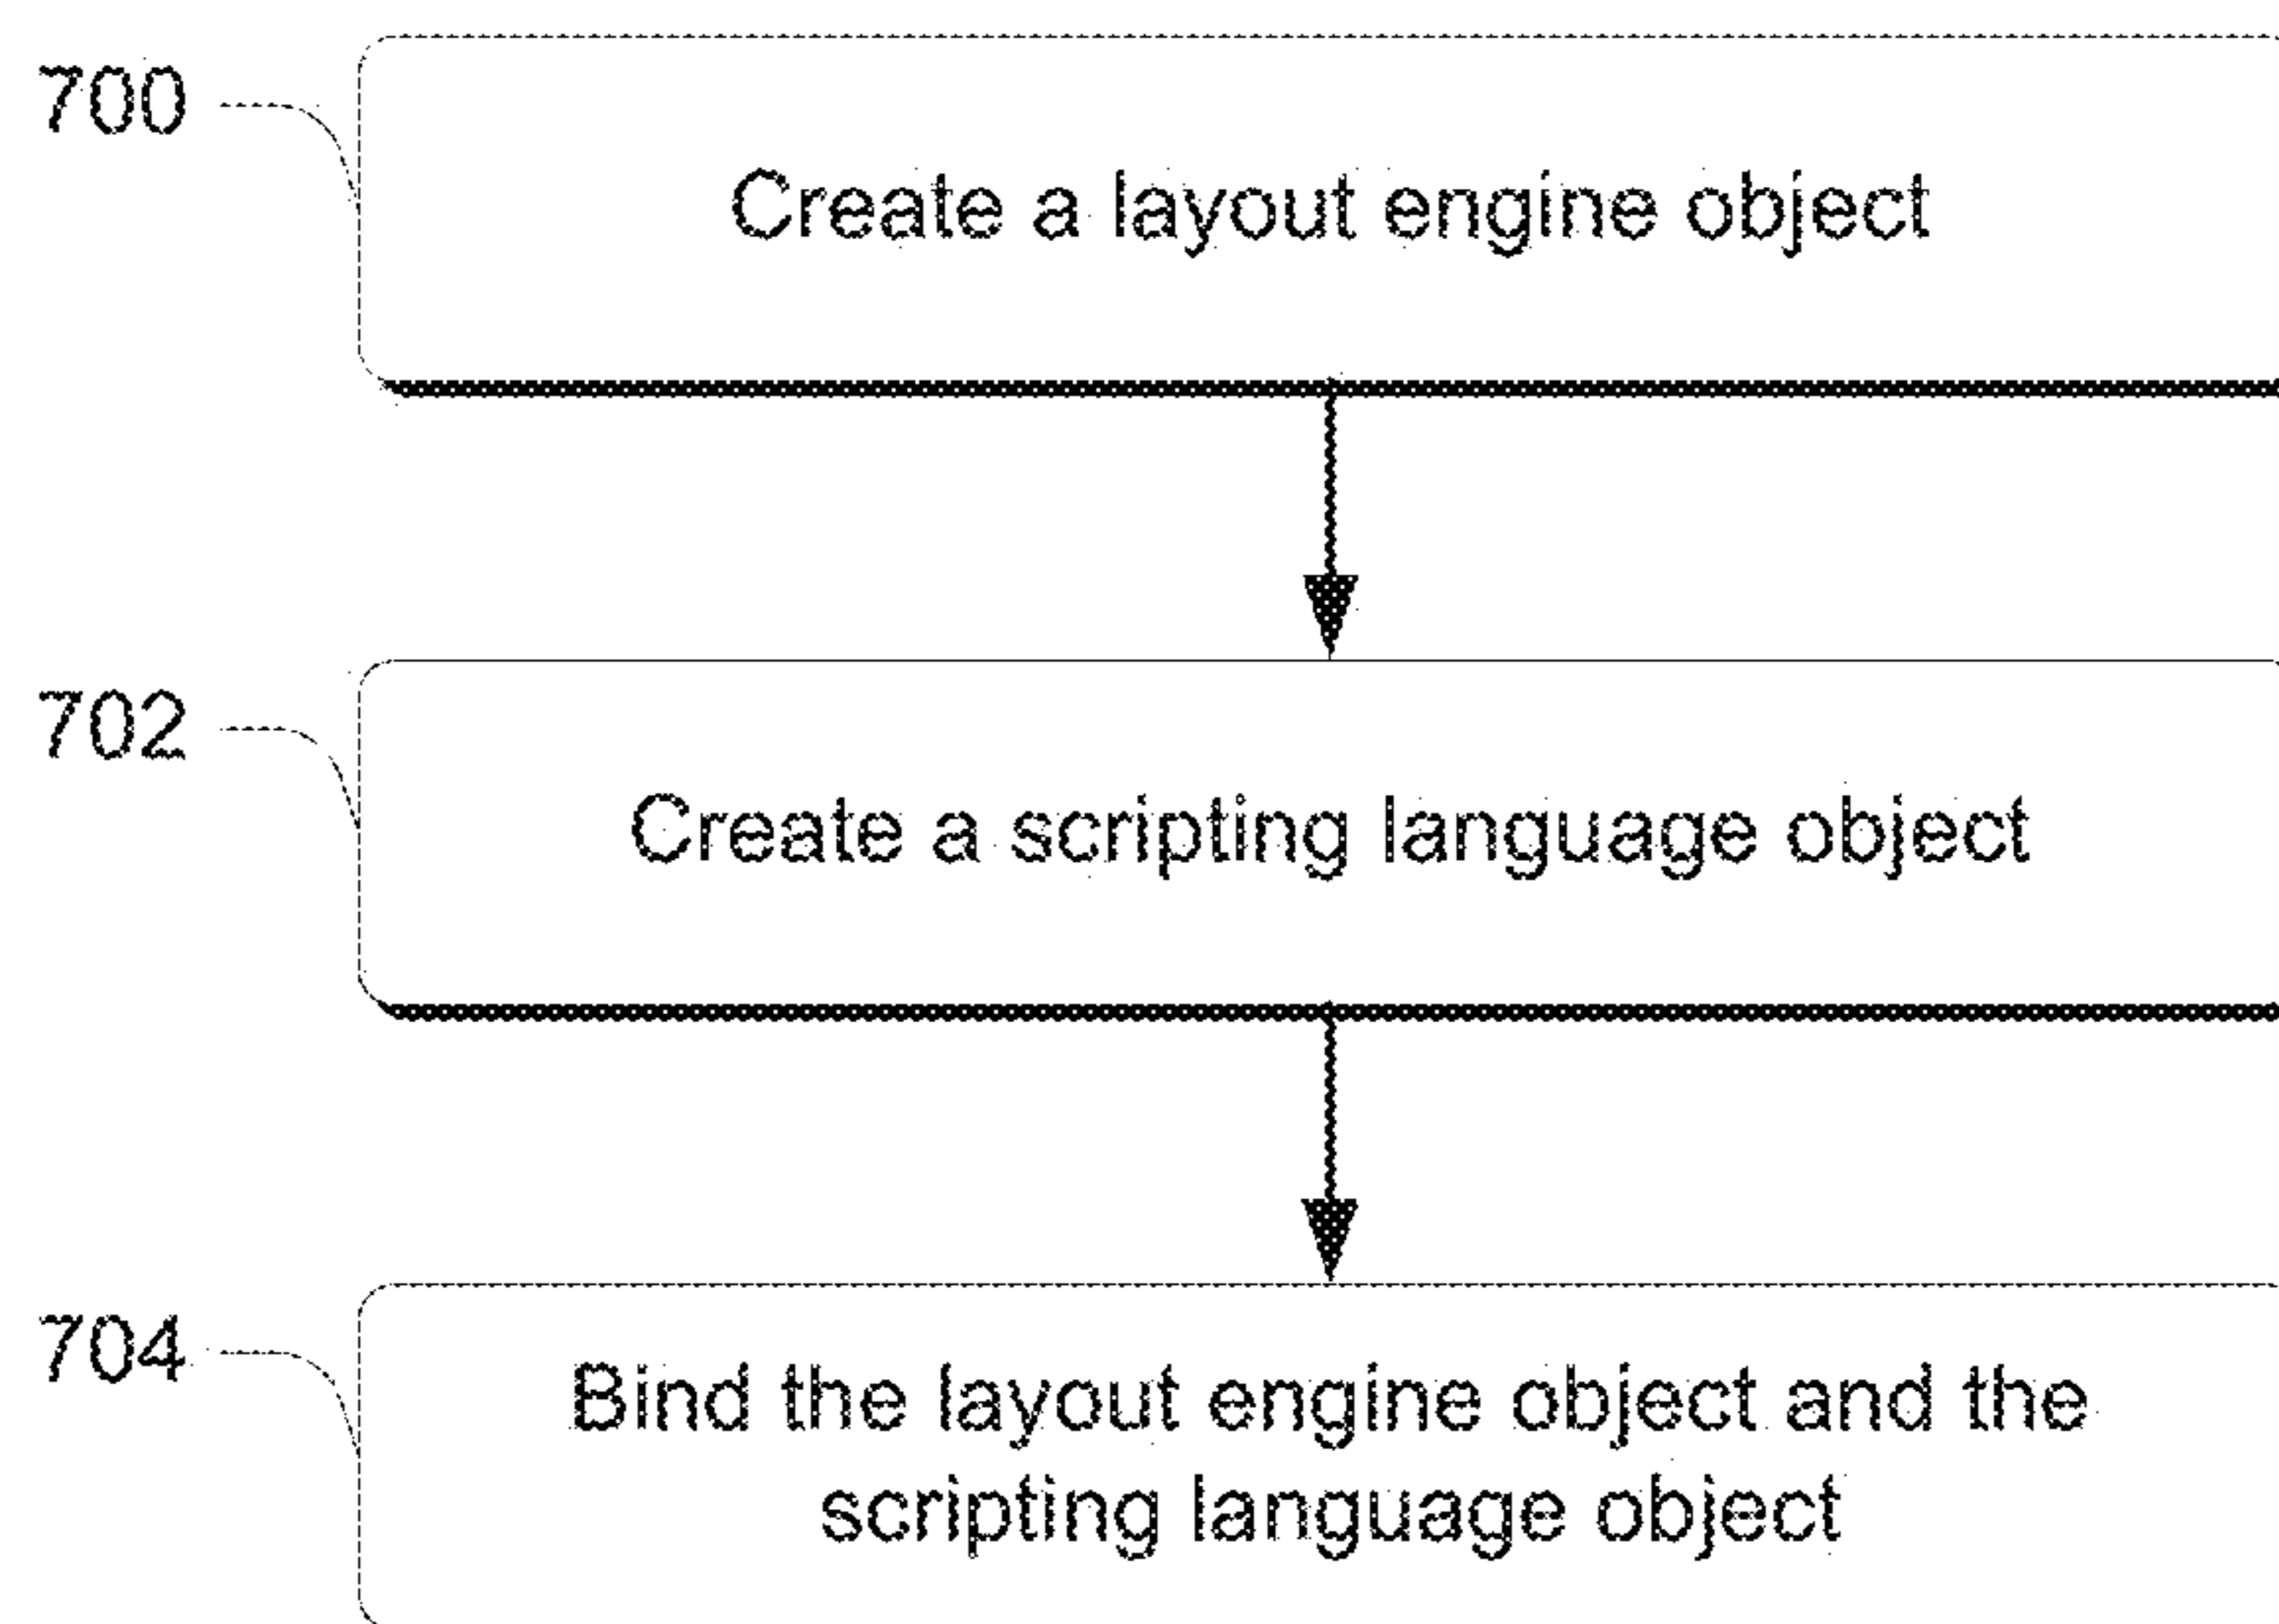 700
Create a layout engine object
702
Create a scripting language object
704
Bind the layout engine object and the
scripting language object